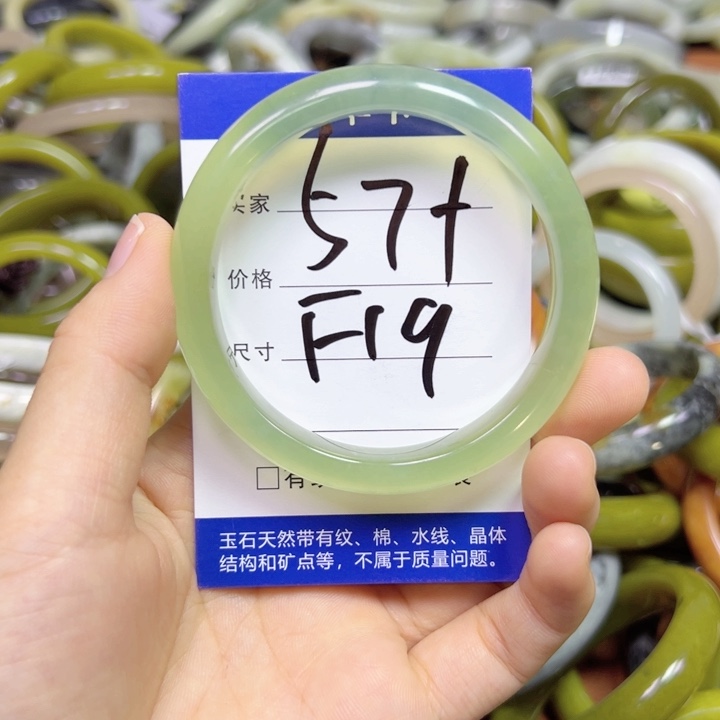 57+
买家
价格
F19
尺寸
玉石天然带有纹、棉、水线、晶体
结构和矿点等，不属于质量问题。